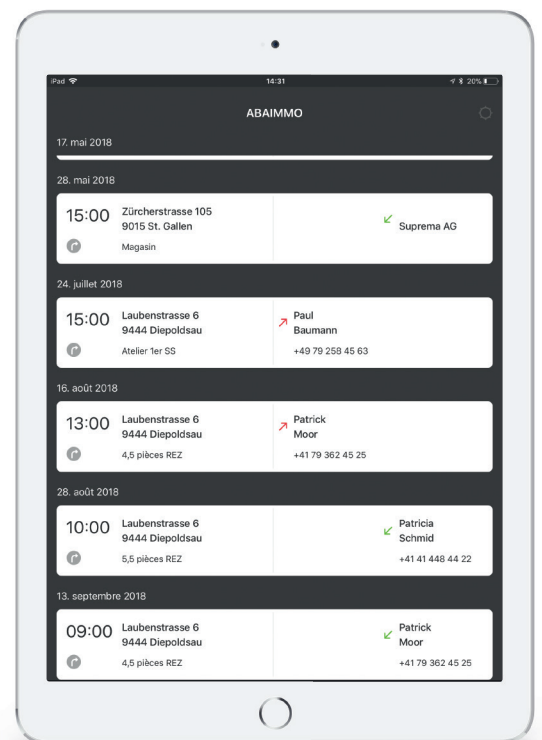 iPad 14:31 20%
ABAIMMO
17. mai 2018
28. mai 2018
15:00 Zürcherstrasse 105
9015 St. Gallen Suprema AG
Magasin
24. juillet 2018
15:00 Laubenstrasse 6 Paul
9444 Diepoldsau Baumann
Atelier 1er SS +49 79 258 45 63
16. août 2018
13:00 Laubenstrasse 6 Patrick
9444 Diepoldsau Moor
4,5 pièces REZ +41 79 362 45 25
28. août 2018
10:00 Laubenstrasse 6 Patricia
9444 Diepoldsau Schmid
5,5 pièces REZ +41 41 448 44 22
13. septembre 2018
09:00 Laubenstrasse 6 Patrick
9444 Diepoldsau Moor
4,5 pièces REZ +41 79 362 45 25